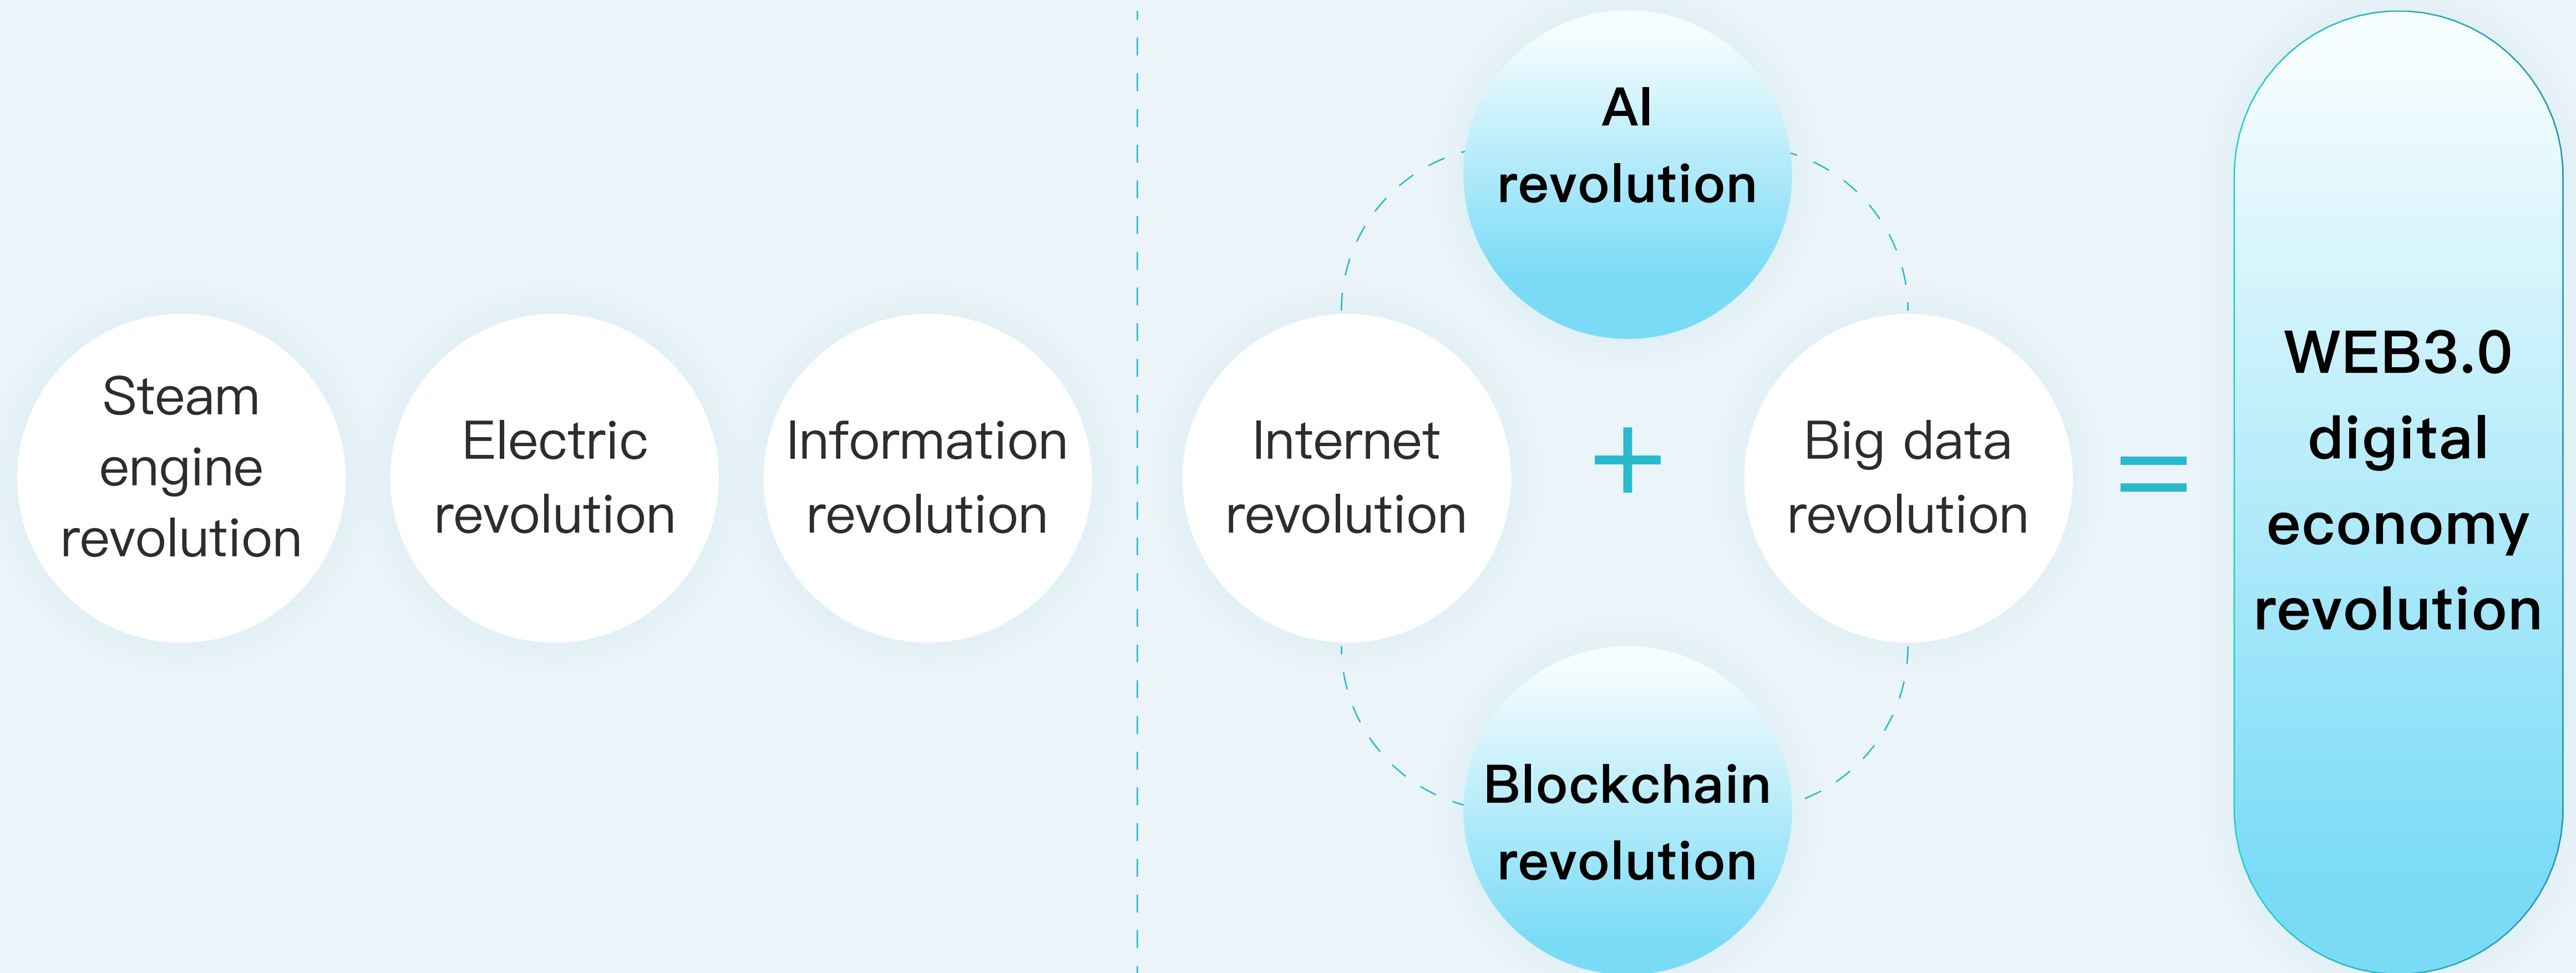 Steam
engine
revolution
Electric
revolution
Information
revolution
AI
revolution
Internet
revolution
+
Big data
revolution
Blockchain
revolution
=
WEB3.0
digital
economy
revolution